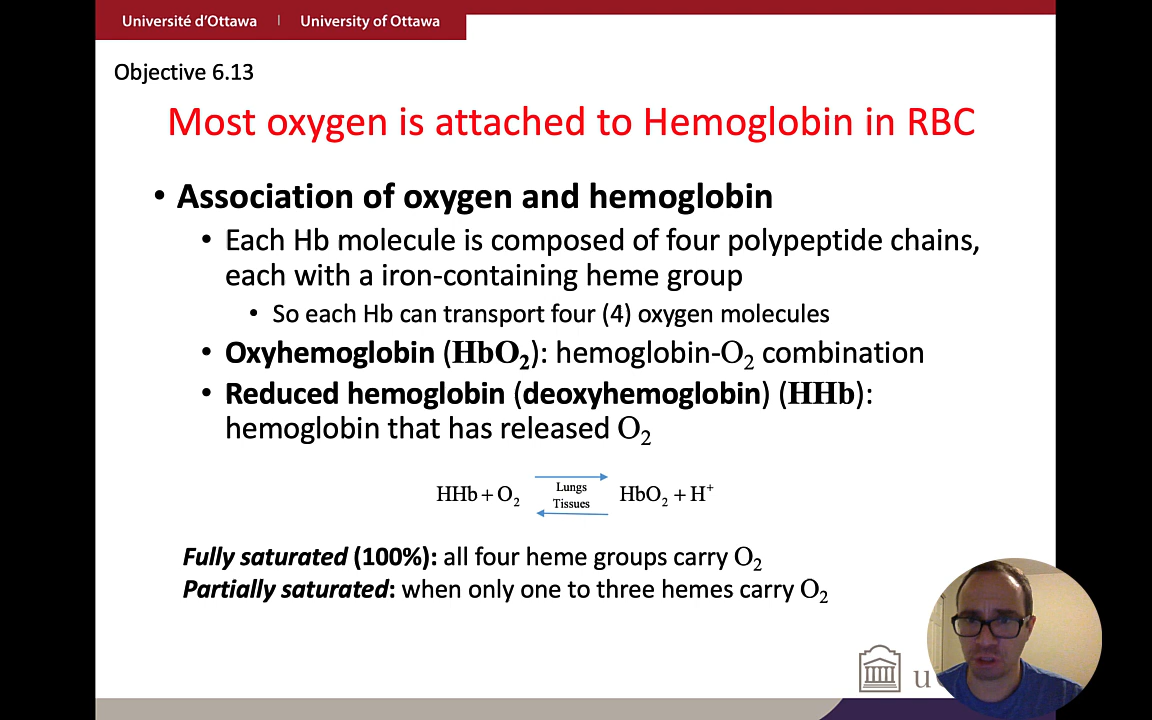 Université d'Ottawa | University of Ottawa
Objective 6.13
Most oxygen is attached to Hemoglobin in RBC
• Association of oxygen and hemoglobin
• Each Hb molecule is composed of four polypeptide chains,
each with a iron-containing heme group
• So each Hb can transport four (4) oxygen molecules
• Oxyhemoglobin (HbO₂): hemoglobin-O₂ combination
• Reduced hemoglobin (deoxyhemoglobin) (HHb):
hemoglobin that has released O₂
HHb + O₂ Lungs HbO₂ + H⁺
Tissues
Fully saturated (100%): all four heme groups carry O₂
Partially saturated: when only one to three hemes carry O₂